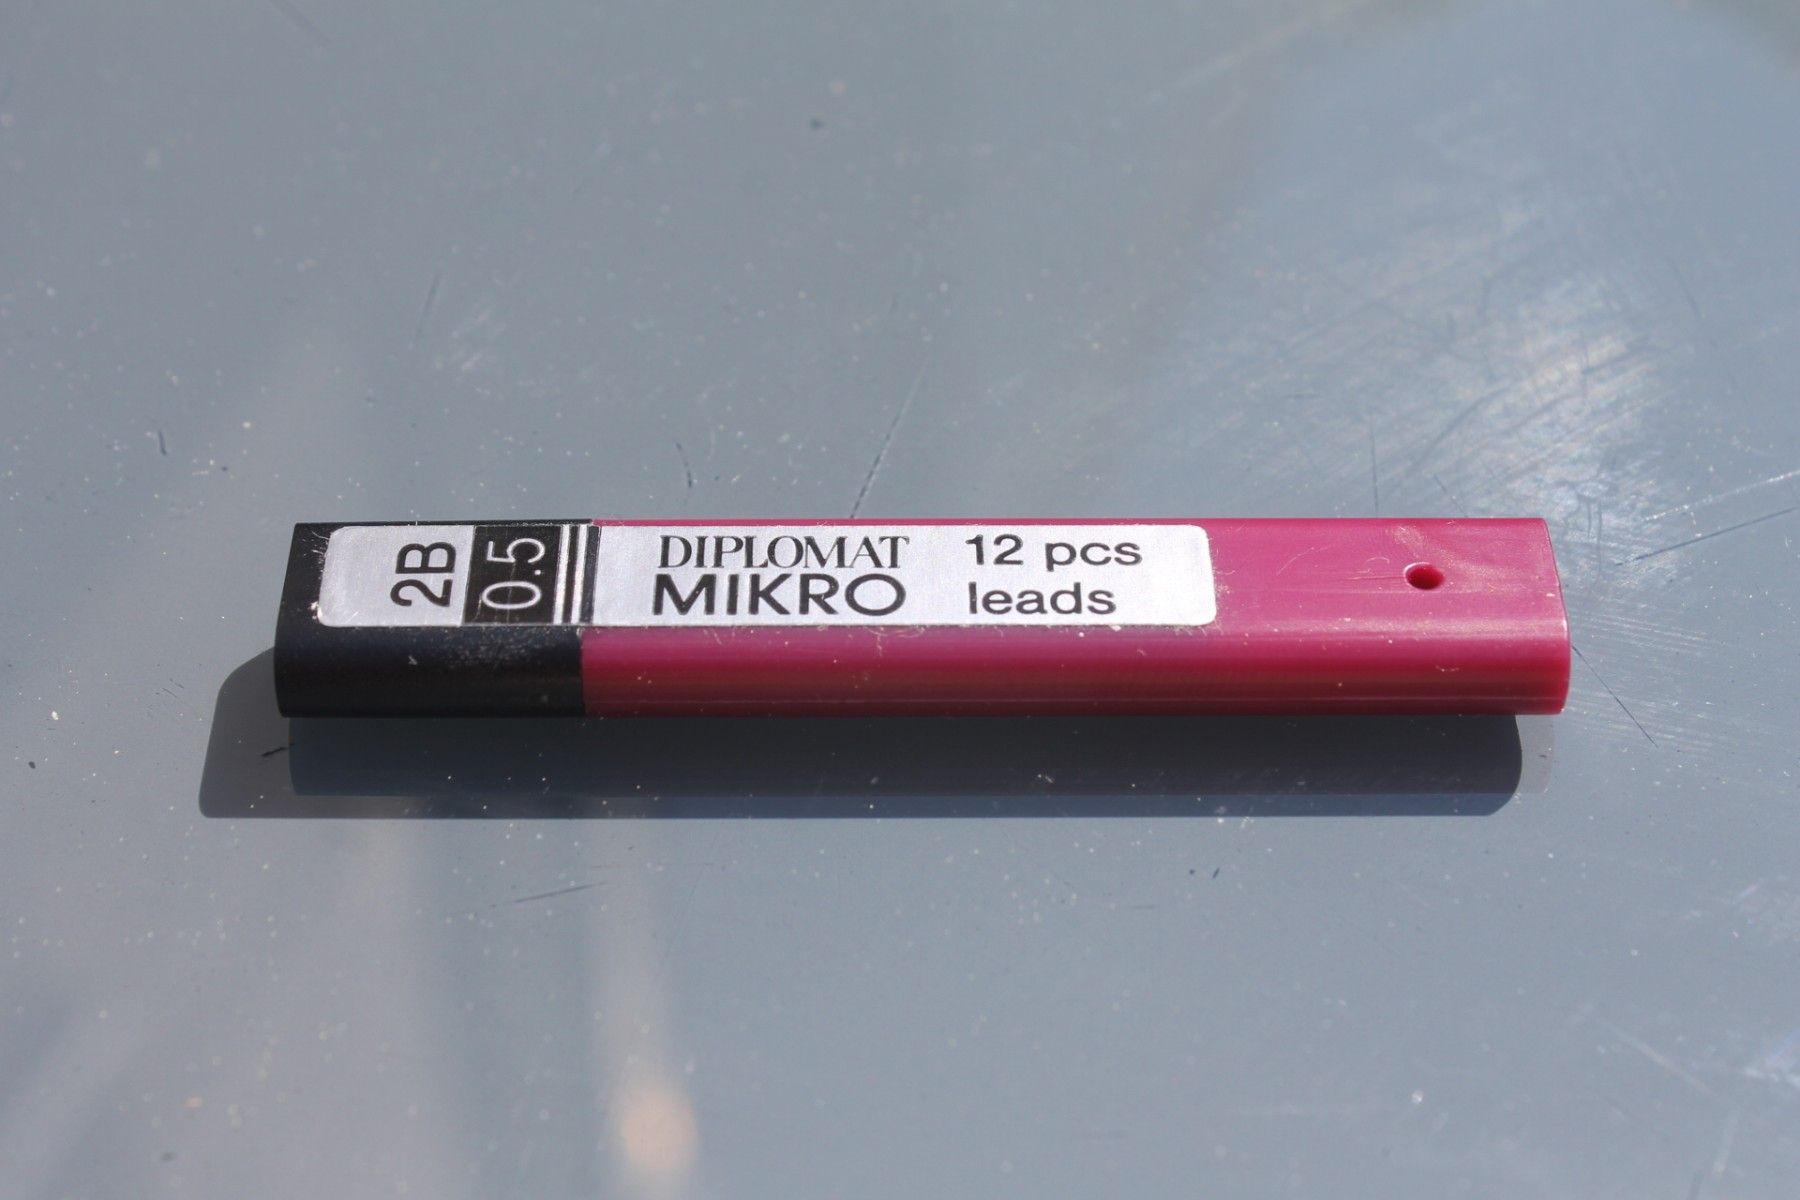 2B
0.5
DIPLOMAT
MIKRO
12 pcs
leads